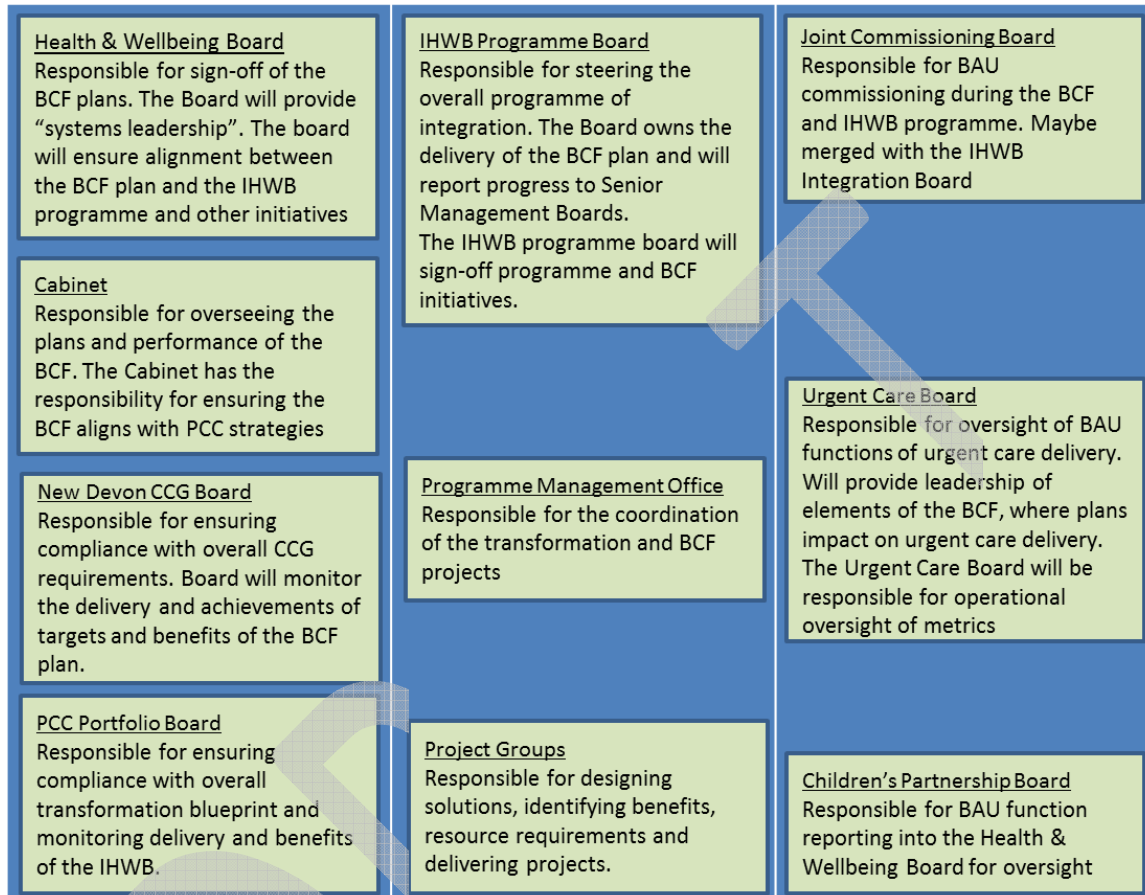 Health & Wellbeing Board
Responsible for sign-off of the
BCF plans. The Board will provide
“systems leadership”. The board
will ensure alignment between
the BCF plan and the IHWB
programme and other initiatives
Cabinet
Responsible for overseeing the
plans and performance of the
BCF. The Cabinet has the
responsibility for ensuring the
BCF aligns with PCC strategies
New Devon CCG Board
Responsible for ensuring
compliance with overall CCG
requirements. Board will monitor
the delivery and achievements of
targets and benefits of the BCF
plan.
PCC Portfolio Board
Responsible for ensuring
compliance with overall
transformation blueprint and
monitoring delivery and benefits
of the IHWB.
IHWB Programme Board
Responsible for steering the
overall programme of
integration. The Board owns the
delivery of the BCF plan and will
report progress to Senior
Management Boards.
The IHWB programme board will
sign-off programme and BCF
initiatives.
Programme Management Office
Responsible for the coordination
of the transformation and BCF
projects
Project Groups
Responsible for designing
solutions, identifying benefits,
resource requirements and
delivering projects.
Joint Commissioning Board
Responsible for BAU
commissioning during the BCF
and IHWB programme. Maybe
merged with the IHWB
Integration Board
Urgent Care Board
Responsible for oversight of BAU
functions of urgent care delivery.
Will provide leadership of
elements of the BCF, where plans
impact on urgent care delivery.
The Urgent Care Board will be
responsible for operational
oversight of metrics
Children’s Partnership Board
Responsible for BAU function
reporting into the Health &
Wellbeing Board for oversight